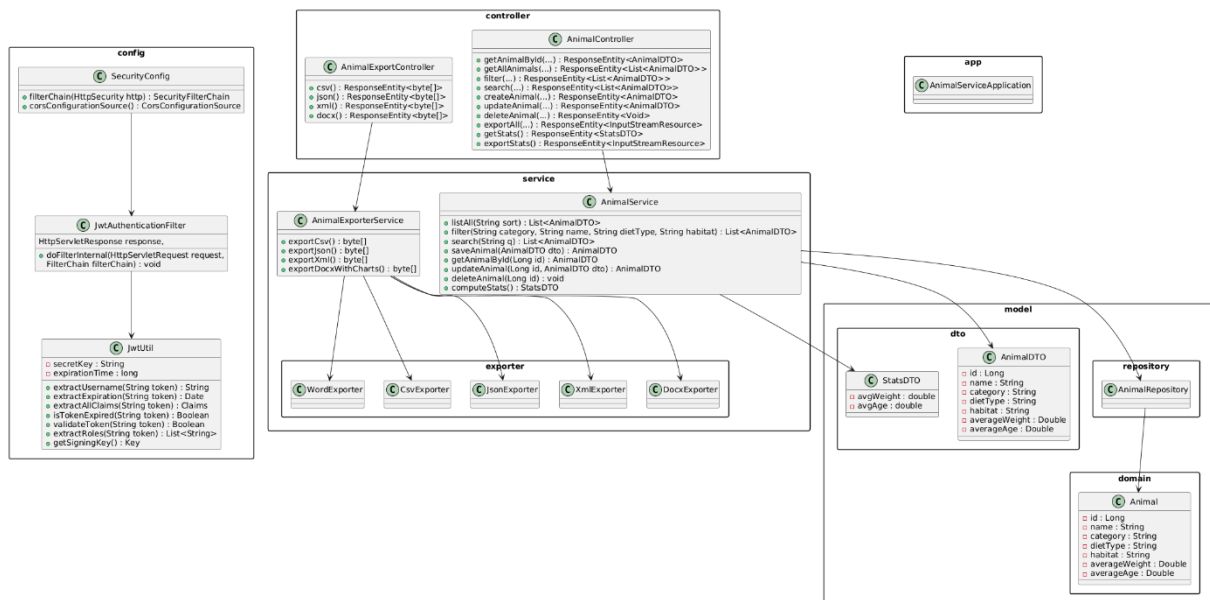 config
C SecurityConfig
filterChain(HttpSecurity http) : SecurityFilterChain
corsConfigurationSource() : CorsConfigurationSource
C JwtAuthenticationFilter
HttpServletResponse response,
doFilterInternal(HttpServletRequest request,
FilterChain filterChain) : void
C JwtUtil
secretKey : String
expirationTime : long
extractUsername(String token) : String
extractExpiration(String token) : Date
extractAllClaims(String token) : Claims
isTokenExpired(String token) : Boolean
validateToken(String token) : Boolean
extractRoles(String token) : List<String>
getSigningKey() : Key
controller
C AnimalExportController
csv() : ResponseEntity<byte[]>
json() : ResponseEntity<byte[]>
xml() : ResponseEntity<byte[]>
docx() : ResponseEntity<byte[]>
C AnimalController
getAnimalById(...) : ResponseEntity<AnimalDTO>
getAllAnimals(...) : ResponseEntity<List<AnimalDTO>>
filter(...) : ResponseEntity<List<AnimalDTO>>
search(...) : ResponseEntity<List<AnimalDTO>>
createAnimal(...) : ResponseEntity<AnimalDTO>
updateAnimal(...) : ResponseEntity<AnimalDTO>
deleteAnimal(...) : ResponseEntity<Void>
exportAll(...) : ResponseEntity<InputStreamResource>
getStats() : ResponseEntity<StatsDTO>
exportStats() : ResponseEntity<InputStreamResource>
app
C AnimalServiceApplication
service
C AnimalExporterService
exportCsv() : byte[]
exportJson() : byte[]
exportXml() : byte[]
exportDocxWithCharts() : byte[]
C AnimalService
listAll(String sort) : List<AnimalDTO>
filter(String category, String name, String dietType, String habitat) : List<AnimalDTO>
search(String q) : List<AnimalDTO>
saveAnimal(AnimalDTO dto) : AnimalDTO
getAnimalById(Long id) : AnimalDTO
updateAnimal(Long id, AnimalDTO dto) : AnimalDTO
deleteAnimal(Long id) : void
computeStats() : StatsDTO
exporter
C WordExporter
C CsvExporter
C JsonExporter
C XmlExporter
C DocxExporter
model
dto
C StatsDTO
avgWeight : double
avgAge : double
C AnimalDTO
id : Long
name : String
category : String
dietType : String
habitat : String
averageWeight : Double
averageAge : Double
repository
C AnimalRepository
domain
C Animal
id : Long
name : String
category : String
dietType : String
habitat : String
averageWeight : Double
averageAge : Double